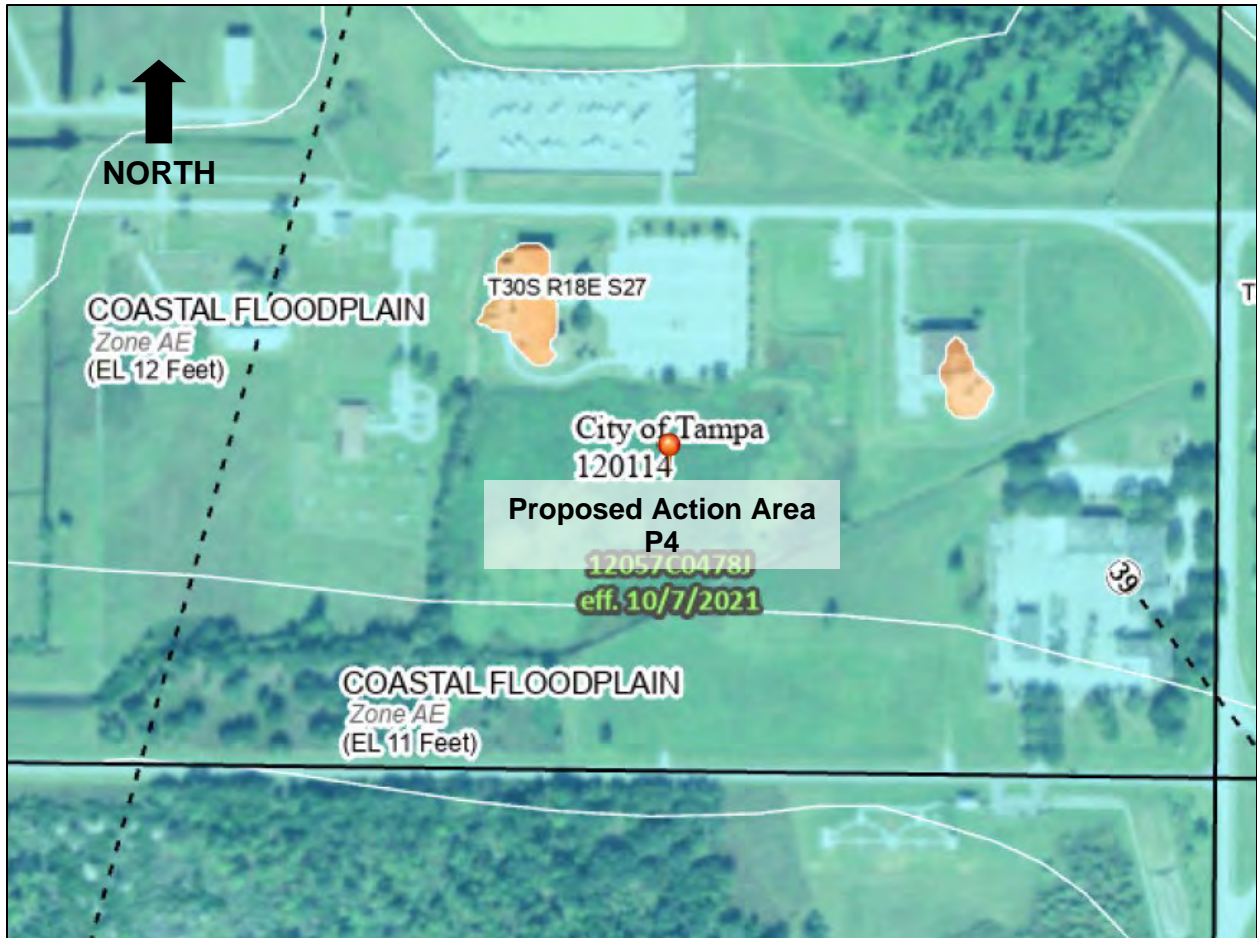 NORTH
T30S R18E S27
T
COASTAL FLOODPLAIN
Zone AE
(EL 12 Feet)
City of Tampa
120114
Proposed Action Area
P4
12057C0478J
eff. 10/7/2021
39
COASTAL FLOODPLAIN
Zone AE
(EL 11 Feet)